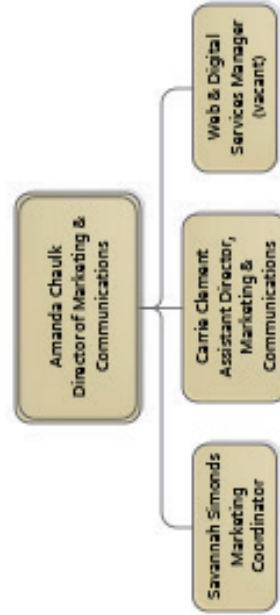 Amanda Chaulk
Director of Marketing &
Communications
Savannah Simonds
Marketing
Coordinator
Carrie Clement
Assistant Director,
Marketing &
Communications
Web & Digital
Services Manager
(vacant)